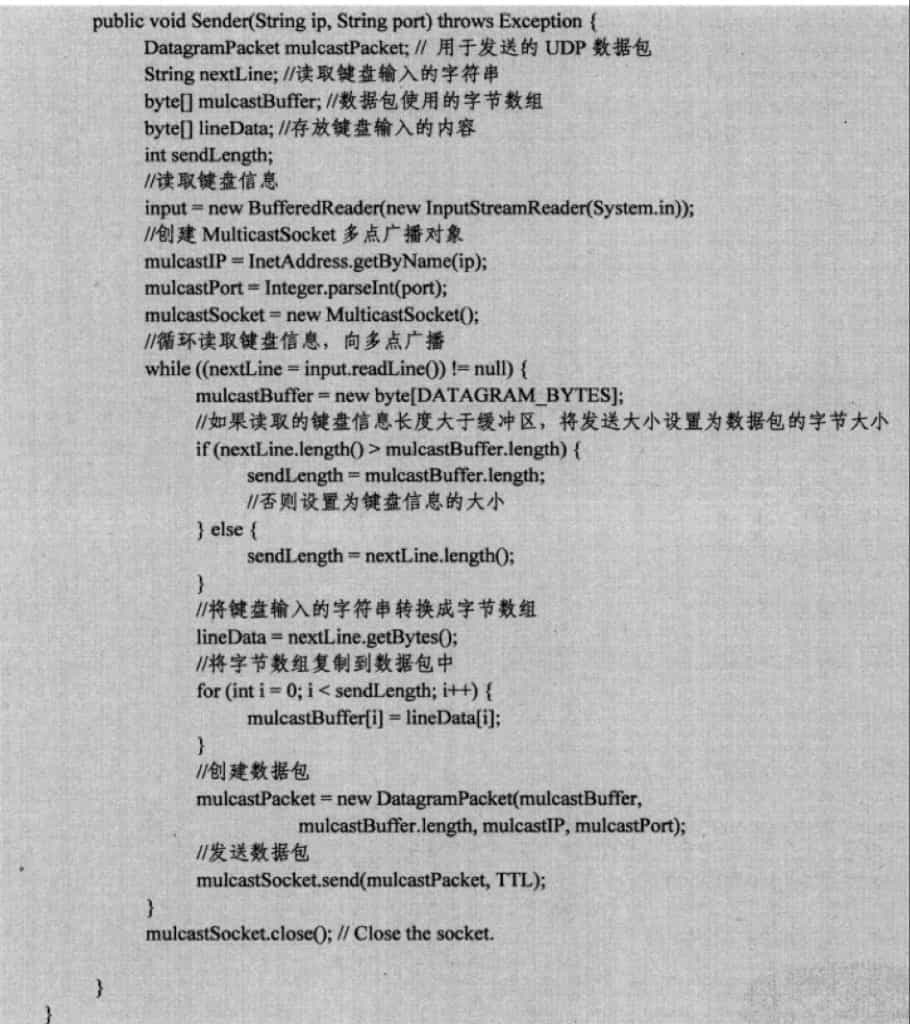 public void Sender(String ip, String port) throws Exception {
DatagramPacket mulcastPacket; // 用于发送的 UDP 数据包
String nextLine; //读取键盘输入的字符串
byte[] mulcastBuffer; //数据包使用的字节数组
byte[] lineData; //存放键盘输入的内容
int sendLength;
//读取键盘信息
input = new BufferedReader(new InputStreamReader(System.in));
//创建 MulticastSocket 多点广播对象
mulcastIP = InetAddress.getByName(ip);
mulcastPort = Integer.parseInt(port);
mulcastSocket = new MulticastSocket();
//循环读取键盘信息，向多点广播
while ((nextLine = input.readLine()) != null) {
mulcastBuffer = new byte[DATAGRAM_BYTES];
//如果读取的键盘信息长度大于缓冲区，将发送大小设置为数据包的字节大小
if (nextLine.length() > mulcastBuffer.length) {
sendLength = mulcastBuffer.length;
//否则设置为键盘信息的大小
} else {
sendLength = nextLine.length();
}
//将键盘输入的字符串转换成字节数组
lineData = nextLine.getBytes();
//将字节数组复制到数据包中
for (int i = 0; i < sendLength; i++) {
mulcastBuffer[i] = lineData[i];
}
//创建数据包
mulcastPacket = new DatagramPacket(mulcastBuffer,
mulcastBuffer.length, mulcastIP, mulcastPort);
//发送数据包
mulcastSocket.send(mulcastPacket, TTL);
}
mulcastSocket.close(); // Close the socket.
}
}